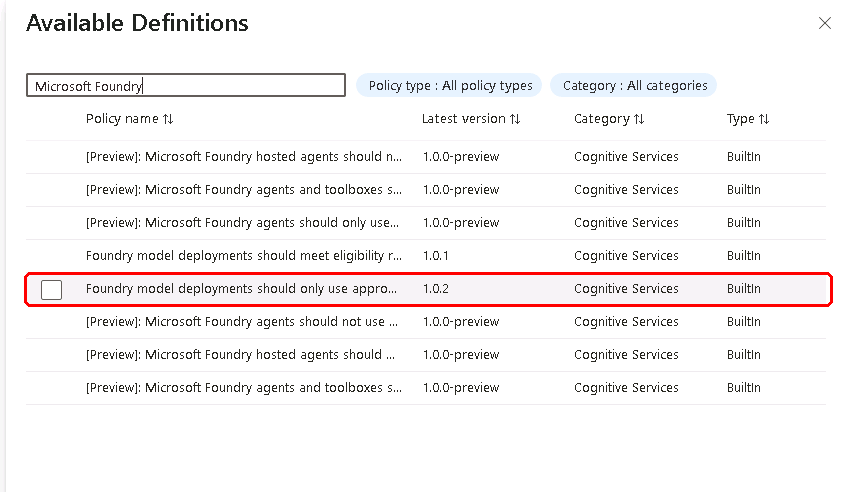 Available Definitions
Microsoft Foundry
Policy type : All policy types
Category : All categories
Policy name ↑↓ Latest version ↑↓ Category ↑↓ Type ↑↓
[Preview]: Microsoft Foundry hosted agents should n... 1.0.0-preview Cognitive Services BuiltIn
[Preview]: Microsoft Foundry agents and toolboxes s... 1.0.0-preview Cognitive Services BuiltIn
[Preview]: Microsoft Foundry agents should only use... 1.0.0-preview Cognitive Services BuiltIn
Foundry model deployments should meet eligibility r... 1.0.1 Cognitive Services BuiltIn
Foundry model deployments should only use appro... 1.0.2 Cognitive Services BuiltIn
[Preview]: Microsoft Foundry agents should not use ... 1.0.0-preview Cognitive Services BuiltIn
[Preview]: Microsoft Foundry hosted agents should ... 1.0.0-preview Cognitive Services BuiltIn
[Preview]: Microsoft Foundry agents and toolboxes s... 1.0.0-preview Cognitive Services BuiltIn